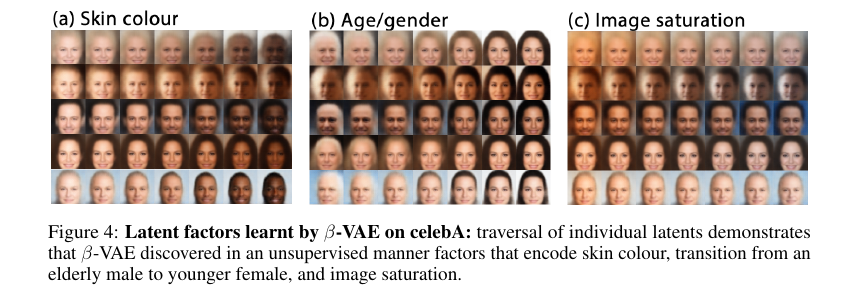 (a) Skin colour
(b) Age/gender
(c) Image saturation
Figure 4: Latent factors learnt by β-VAE on celebA: traversal of individual latents demonstrates
that β-VAE discovered in an unsupervised manner factors that encode skin colour, transition from an
elderly male to younger female, and image saturation.